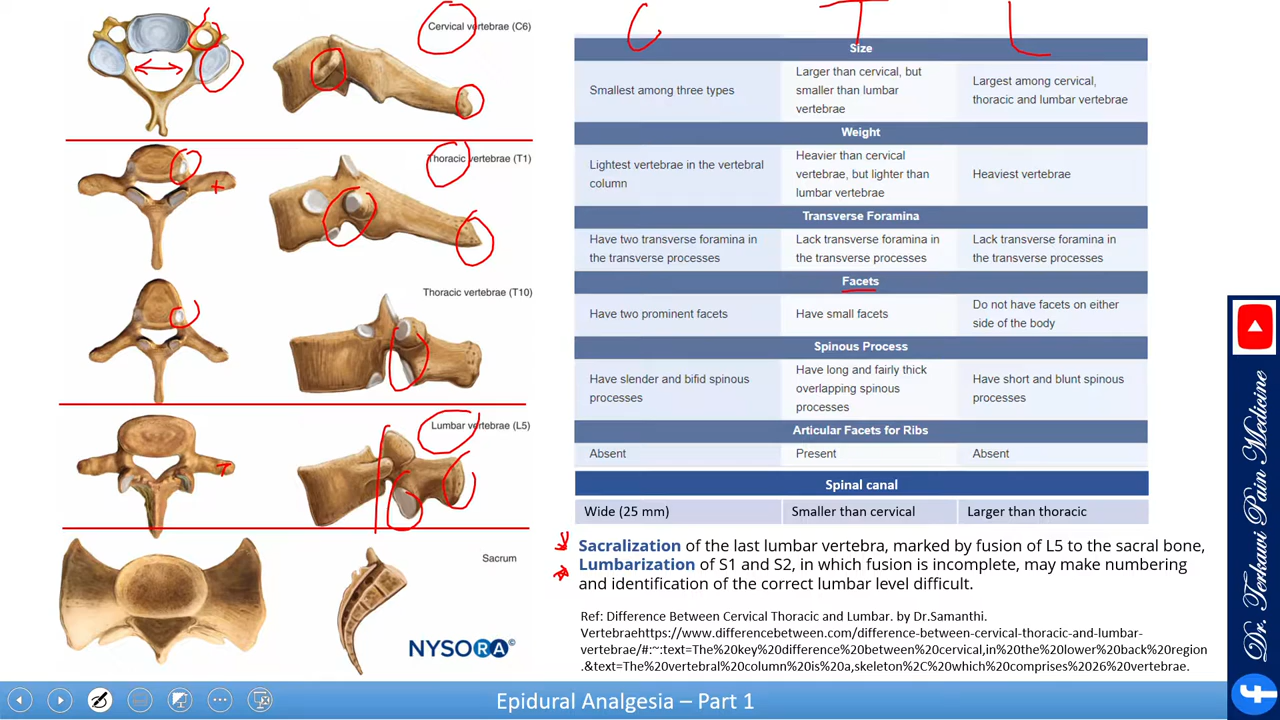 Cervical vertebrae (C6)
Thoracic vertebrae (T1)
Thoracic vertebrae (T10)
Lumbar vertebrae (L5)
Sacrum
NYSORA
C T L
Size
Smallest among three types
Larger than cervical, but
smaller than lumbar
vertebrae
Largest among cervical,
thoracic and lumbar vertebrae
Weight
Lightest vertebrae in the vertebral
column
Heavier than cervical
vertebrae, but lighter than
lumbar vertebrae
Heaviest vertebrae
Transverse Foramina
Have two transverse foramina in
the transverse processes
Lack transverse foramina in
the transverse processes
Lack transverse foramina in
the transverse processes
Facets
Have two prominent facets
Have small facets
Do not have facets on either
side of the body
Spinous Process
Have slender and bifid spinous
processes
Have long and fairly thick
overlapping spinous
processes
Have short and blunt spinous
processes
Articular Facets for Ribs
Absent
Present
Absent
Spinal canal
Wide (25 mm)
Smaller than cervical
Larger than thoracic
Sacralization of the last lumbar vertebra, marked by fusion of L5 to the sacral bone,
Lumbarization of S1 and S2, in which fusion is incomplete, may make numbering
and identification of the correct lumbar level difficult.
Ref: Difference Between Cervical Thoracic and Lumbar. by Dr.Samanthi.
Vertebraehttps://www.differencebetween.com/difference-between-cervical-thoracic-and-lumbar-
vertebrae/#:~:text=The%20key%20difference%20between%20cervical,in%20the%20lower%20back%20region
.&text=The%20vertebral%20column%20is%20a,skeleton%2C%20which%20comprises%2026%20vertebrae.
Dr. Terkawi Pain Medicine
Epidural Analgesia – Part 1